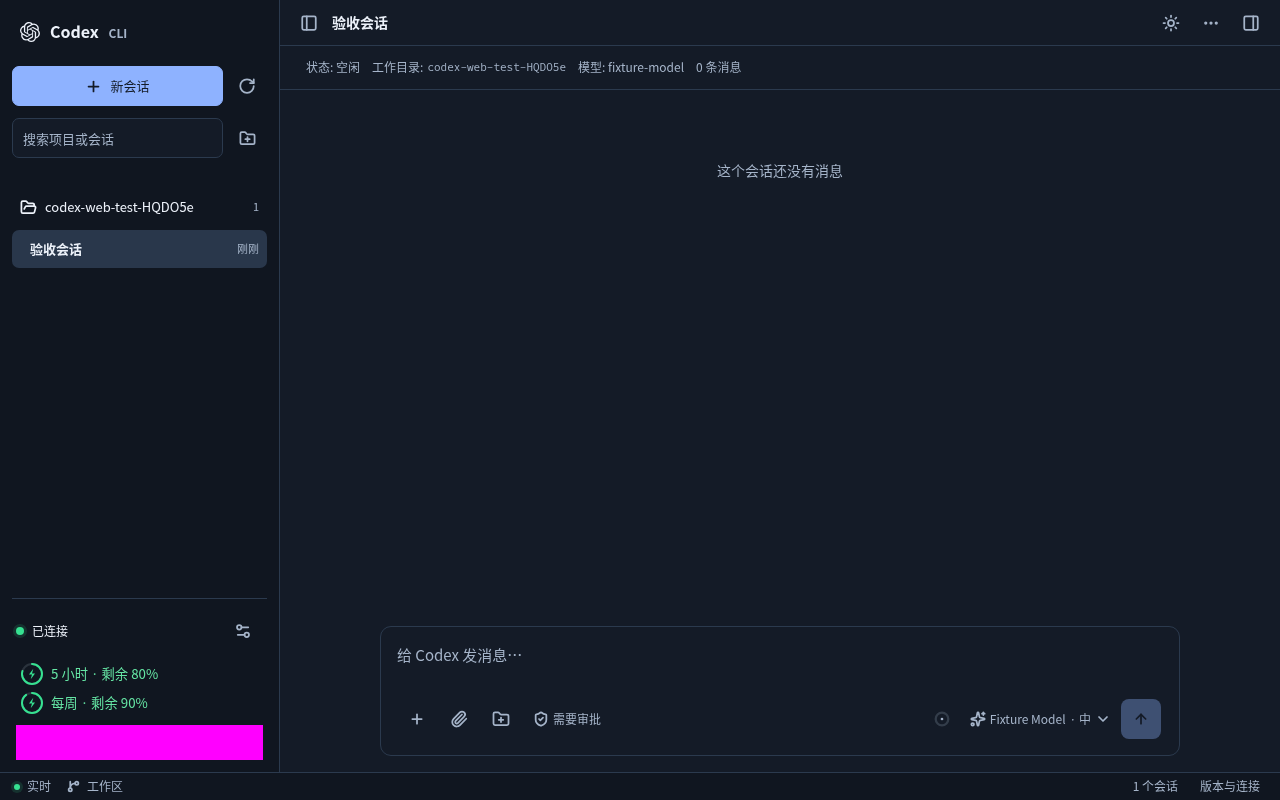 Codex CLI
新会话
搜索项目或会话
codex-web-test-HQDO5e 1
验收会话 刚刚
已连接
5 小时 · 剩余 80%
每周 · 剩余 90%
验收会话
状态: 空闲 工作目录: codex-web-test-HQDO5e 模型: fixture-model 0 条消息
这个会话还没有消息
给 Codex 发消息…
需要审批 Fixture Model · 中
实时 工作区 1 个会话 版本与连接